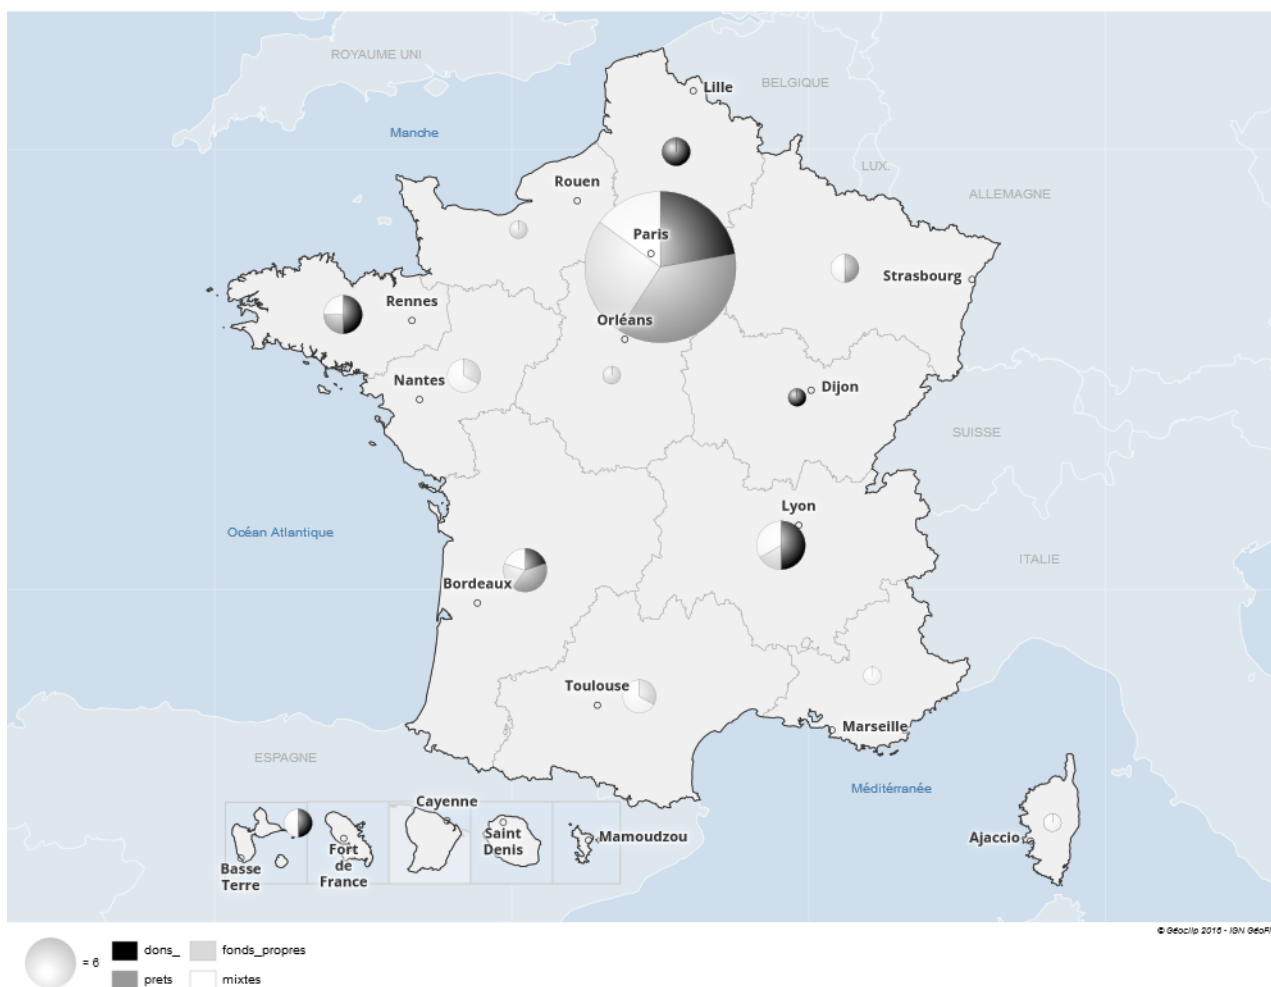 ROYAUME UNI
BELGIQUE
Lille
Manche
LUX.
Rouen
ALLEMAGNE
Paris
Strasbourg
Rennes
Orléans
Nantes
Dijon
SUISSE
Lyon
Océan Atlantique
ITALIE
Bordeaux
Toulouse
Marseille
ESPAGNE
Méditérranée
Cayenne
Saint
Denis
Mamoudzou
Ajaccio
Fort
de
France
Basse
Terre
© Géoclip 2016 - IGN GéoFl
= 6
dons_
fonds_propres
prets
mixtes